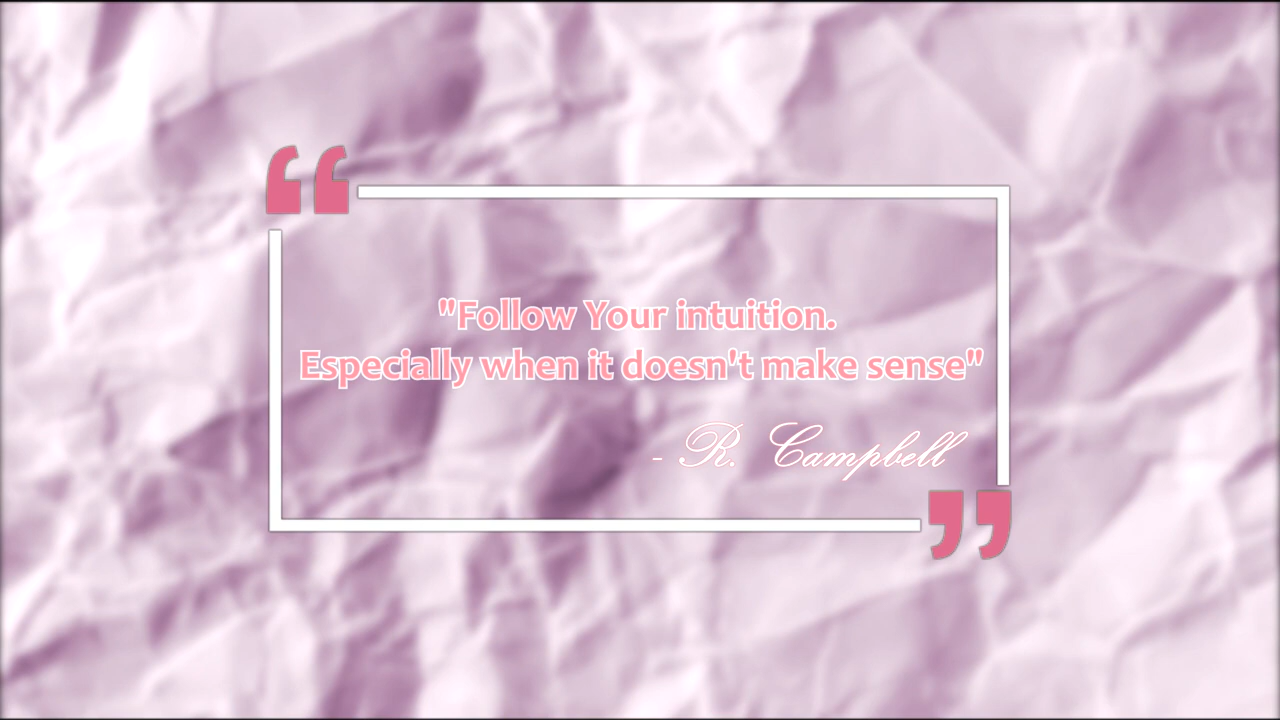 "Follow Your intuition.
Especially when it doesn't make sense"
- R. Campbell